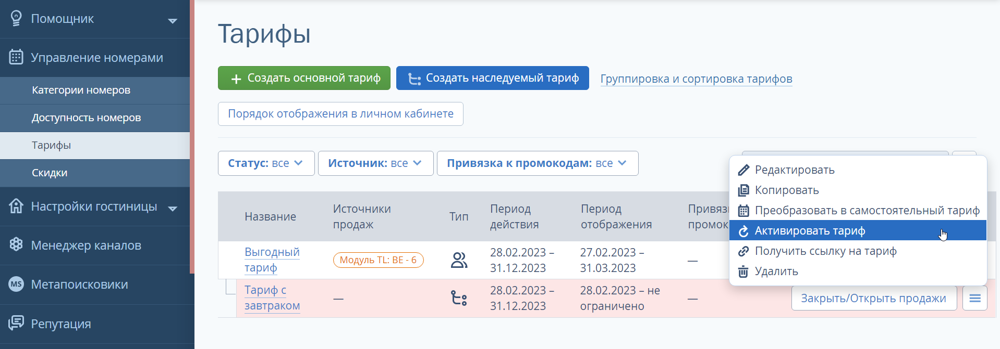 Помощник
Управление номерами
Категории номеров
Доступность номеров
Тарифы
Скидки
Настройки гостиницы
Менеджер каналов
MS Метапоисковики
Репутация
Тарифы
+ Создать основной тариф
Создать наследуемый тариф
Группировка и сортировка тарифов
Порядок отображения в личном кабинете
Статус: все
Источник: все
Привязка к промокодам: все
Название
Источники
продаж
Тип
Период
действия
Период
отображения
Выгодный
тариф
Модуль TL: BE - 6
28.02.2023 –
31.12.2023
27.02.2023 –
31.03.2023
—
Тариф с
завтраком
—
28.02.2023 –
31.12.2023
28.02.2023 – не
ограничено
—
Закрыть/Открыть продажи
Редактировать
Копировать
Преобразовать в самостоятельный тариф
Активировать тариф
Получить ссылку на тариф
Удалить